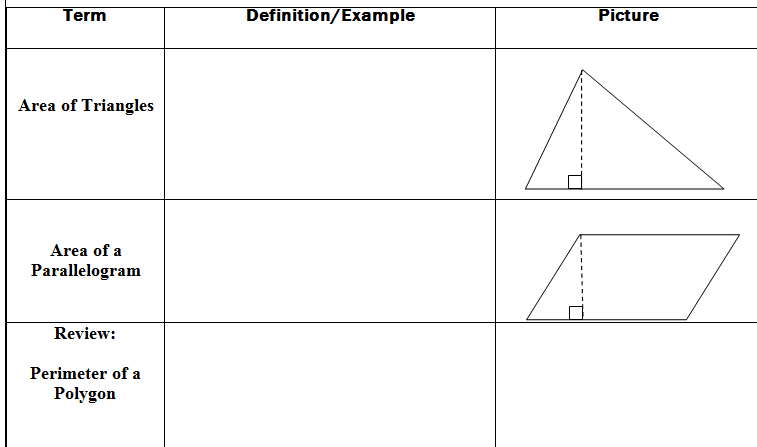 Term Definition/Example Picture
Area of Triangles
Area of a
Parallelogram
Review:
Perimeter of a
Polygon